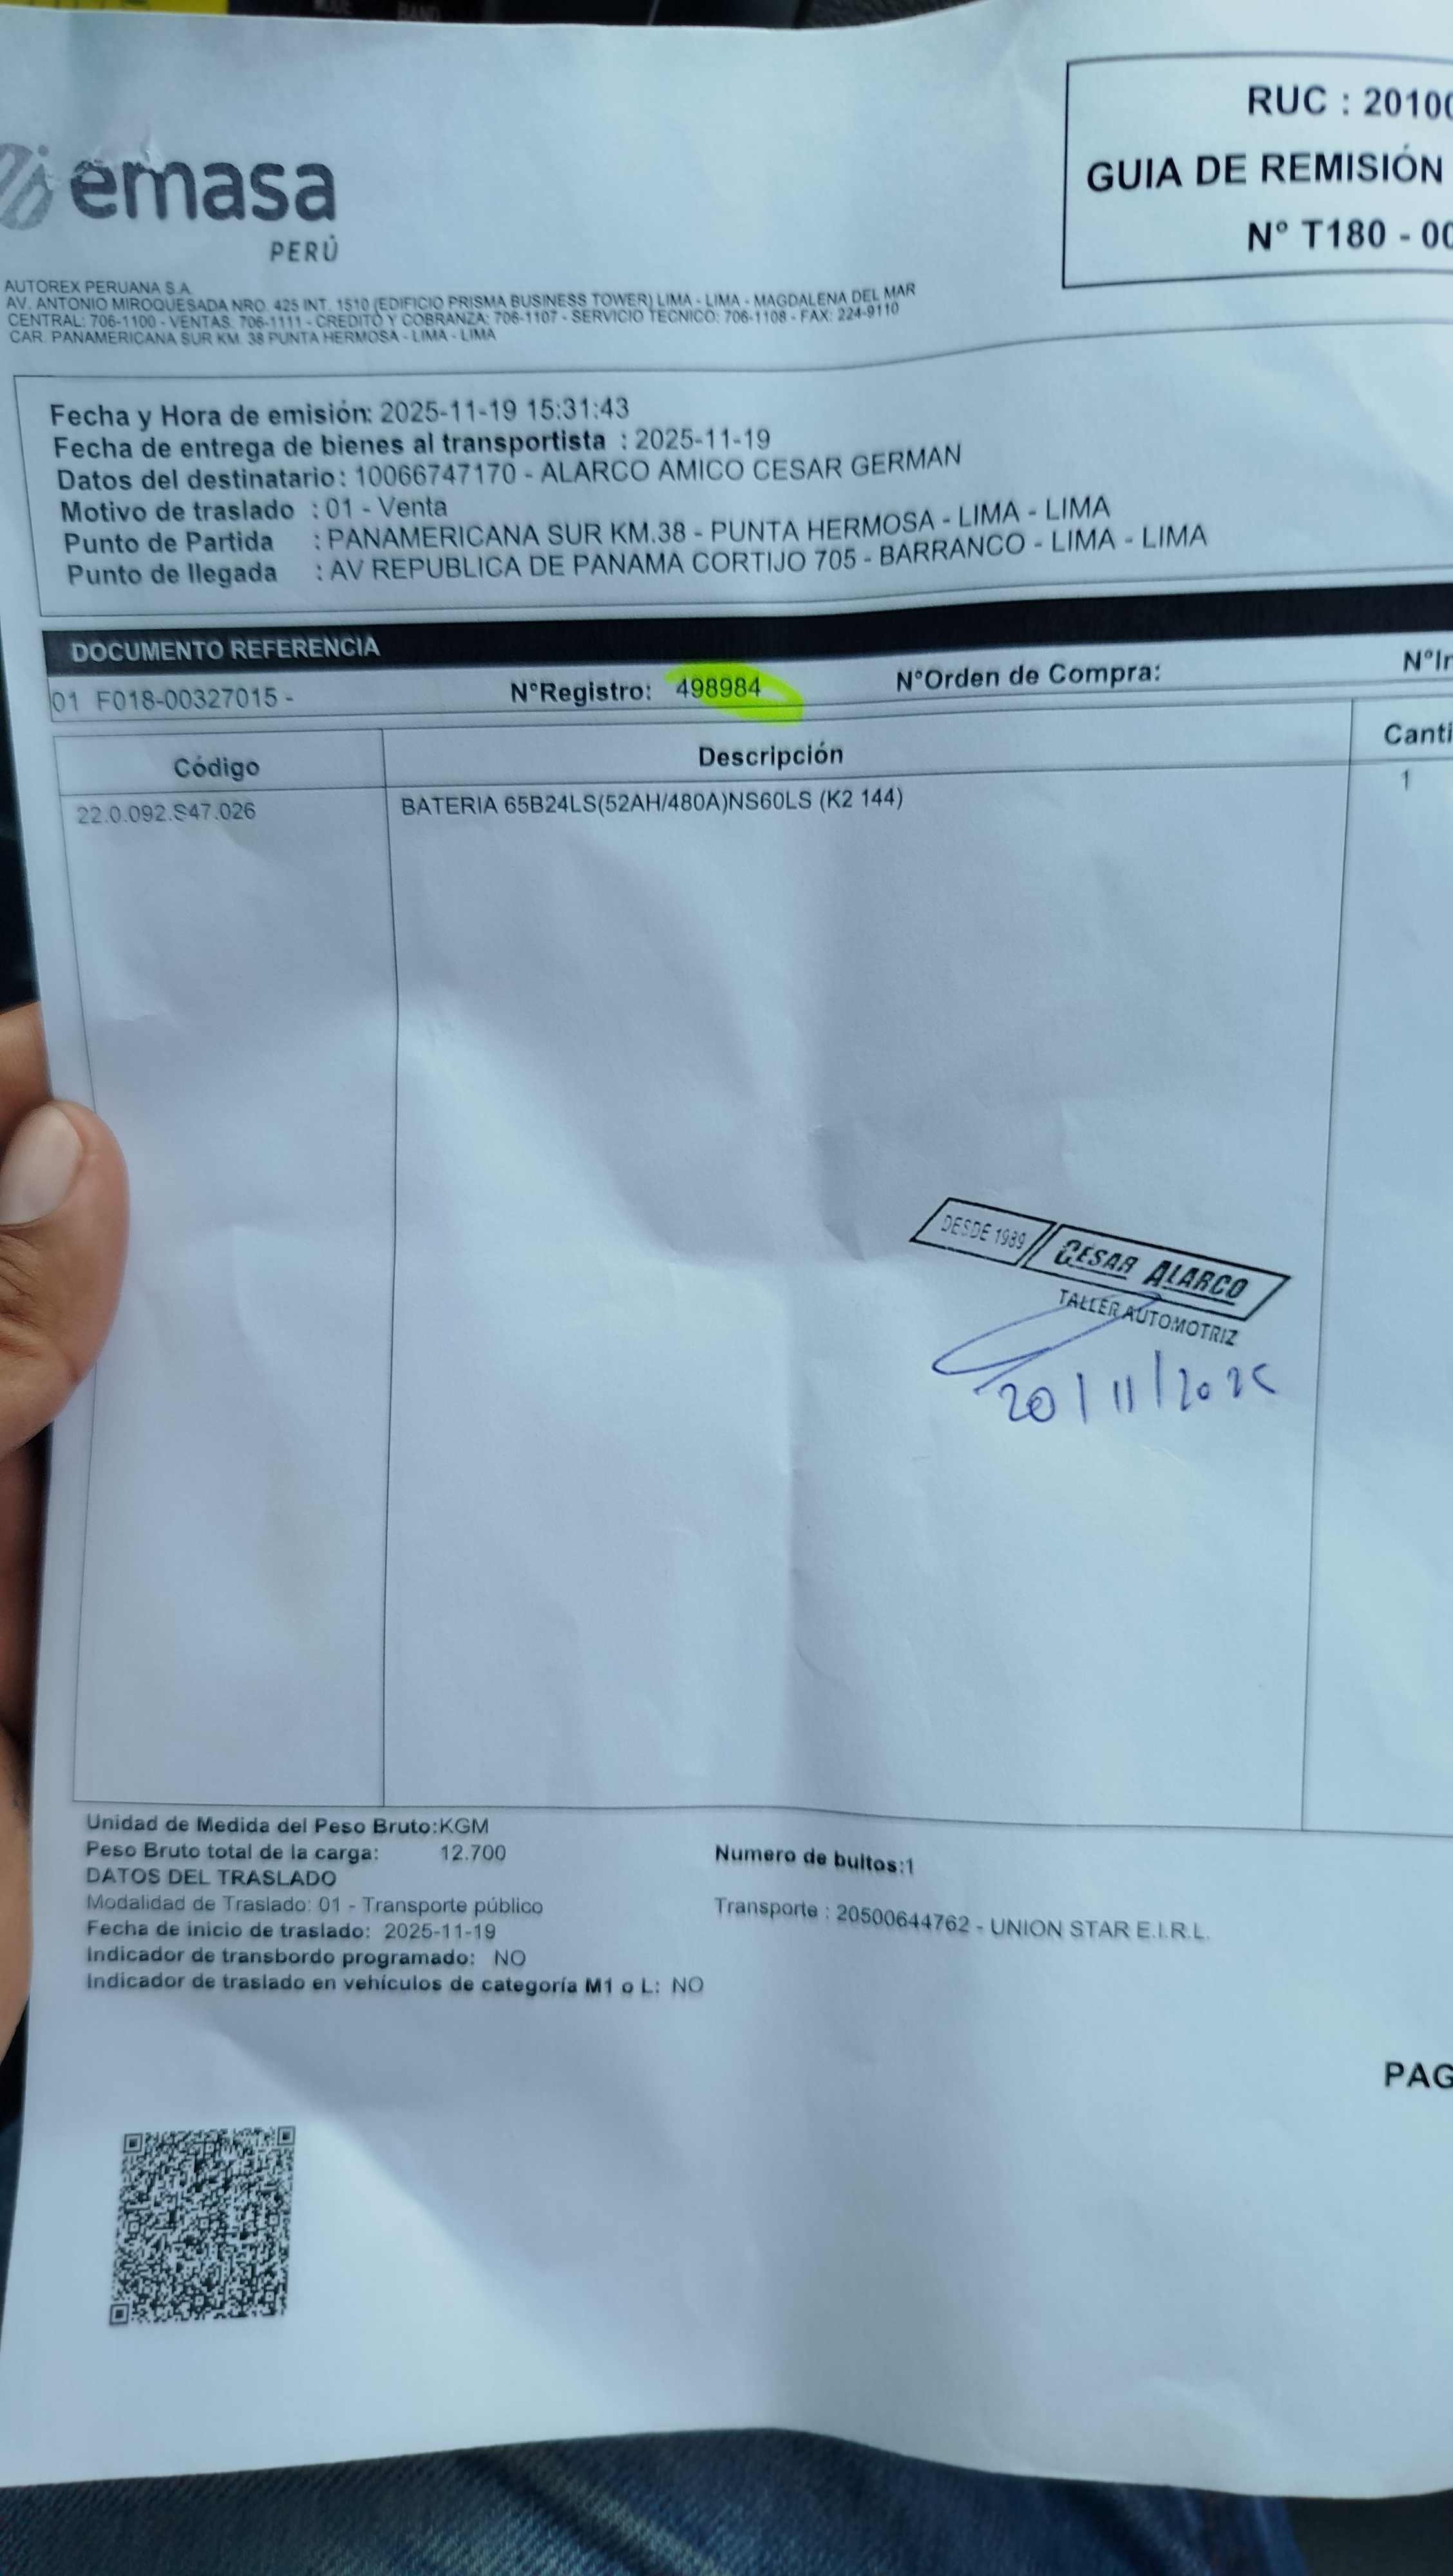 RUC : 20100
GUIA DE REMISIÓN
N° T180 - 00
emasa
PERÚ
AUTOREX PERUANA S.A.
AV. ANTONIO MIROQUESADA NRO. 425 INT. 1510 (EDIFICIO PRISMA BUSINESS TOWER) LIMA - LIMA - MAGDALENA DEL MAR
CENTRAL: 706-1100 - VENTAS: 706-1111 - CREDITO Y COBRANZA: 706-1107 - SERVICIO TECNICO: 706-1108 - FAX: 224-9110
CAR. PANAMERICANA SUR KM. 38 PUNTA HERMOSA - LIMA - LIMA
Fecha y Hora de emisión: 2025-11-19 15:31:43
Fecha de entrega de bienes al transportista : 2025-11-19
Datos del destinatario : 10066747170 - ALARCO AMICO CESAR GERMAN
Motivo de traslado : 01 - Venta
Punto de Partida : PANAMERICANA SUR KM.38 - PUNTA HERMOSA - LIMA - LIMA
Punto de llegada : AV REPUBLICA DE PANAMA CORTIJO 705 - BARRANCO - LIMA - LIMA
DOCUMENTO REFERENCIA
01 F018-00327015 - N°Registro: 498984 N°Orden de Compra: N°
Código Descripción Canti
22.0.092.S47.026 BATERIA 65B24LS(52AH/480A)NS60LS (K2 144) 1
DESDE 1989 CESAR ALARCO
TALLER AUTOMOTRIZ
20/11/2025
Unidad de Medida del Peso Bruto:KGM
Peso Bruto total de la carga: 12.700 Numero de bultos:1
DATOS DEL TRASLADO
Modalidad de Traslado: 01 - Transporte público Transporte : 20500644762 - UNION STAR E.I.R.L.
Fecha de inicio de traslado: 2025-11-19
Indicador de transbordo programado: NO
Indicador de traslado en vehículos de categoría M1 o L: NO
PAG